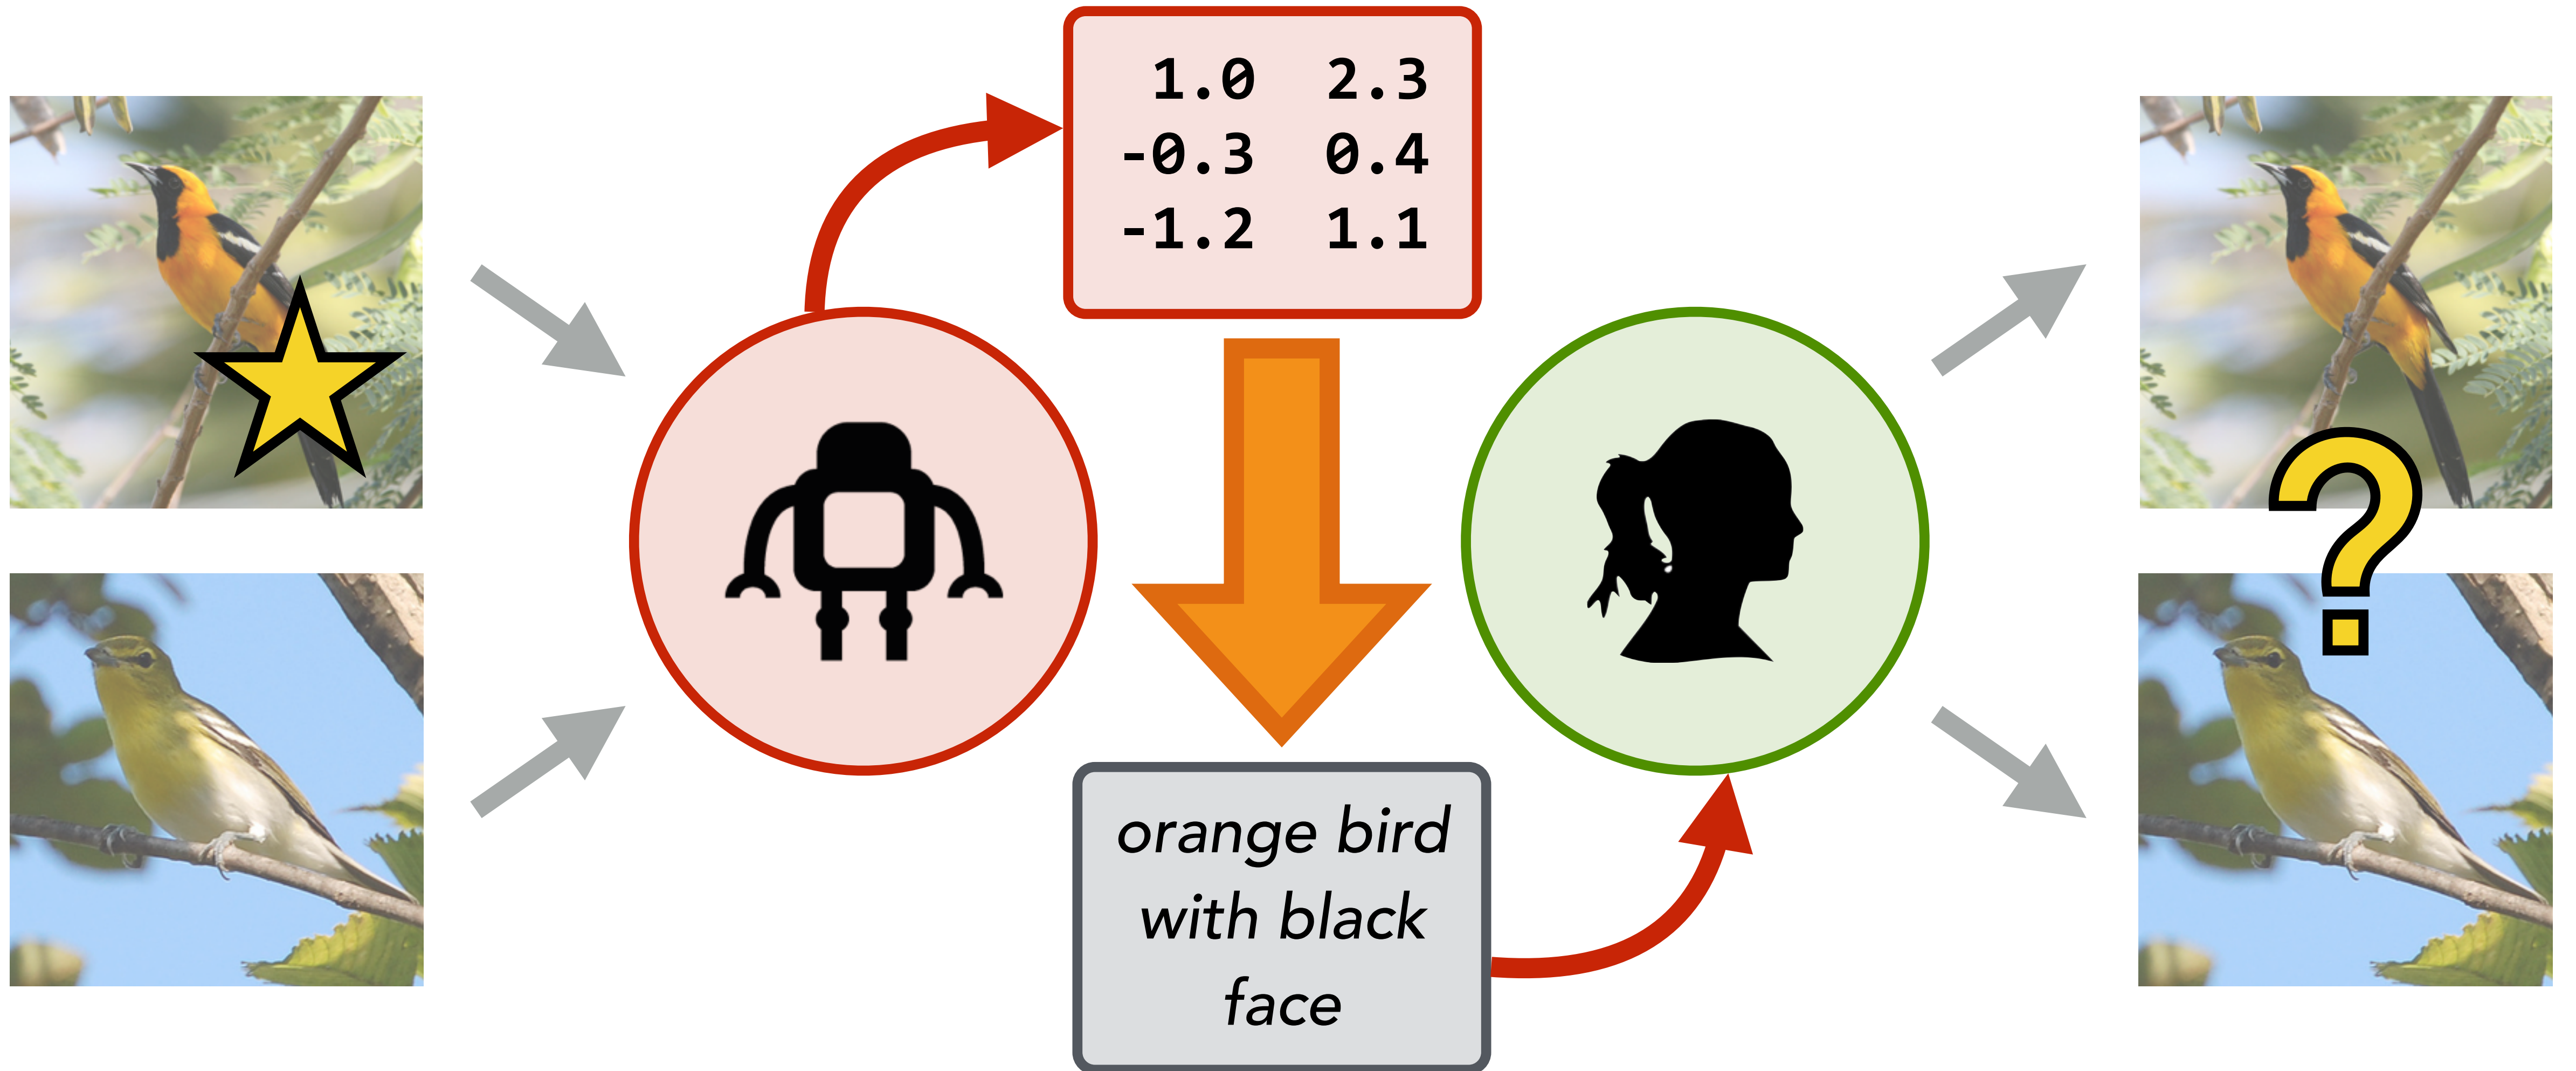 1.0 2.3
-0.3 0.4
-1.2 1.1
orange bird
with black
face
?